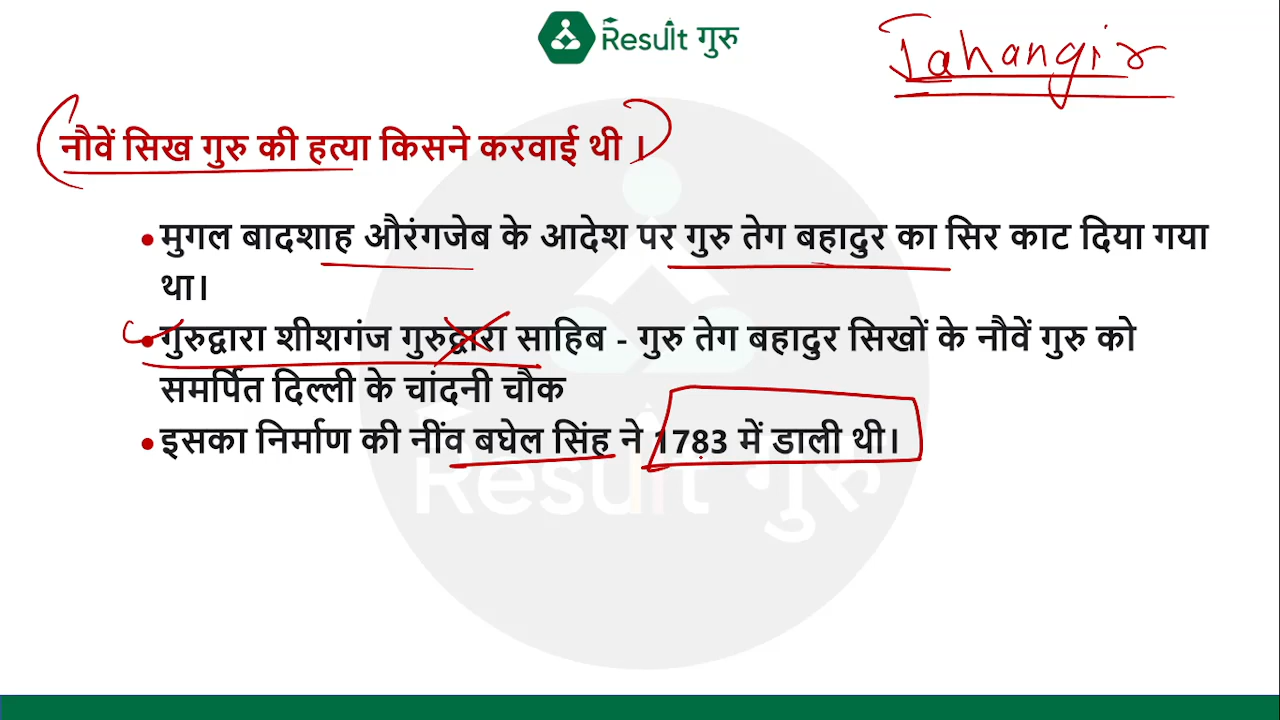 Result गुरु
Jahangir
नौवें सिख गुरु की हत्या किसने करवाई थी ।
•मुगल बादशाह औरंगजेब के आदेश पर गुरु तेग बहादुर का सिर काट दिया गया
था।
•गुरुद्वारा शीशगंज गुरुद्वारा साहिब - गुरु तेग बहादुर सिखों के नौवें गुरु को
समर्पित दिल्ली के चांदनी चौक
•इसका निर्माण की नींव बघेल सिंह ने 1783 में डाली थी।
Result गुरु